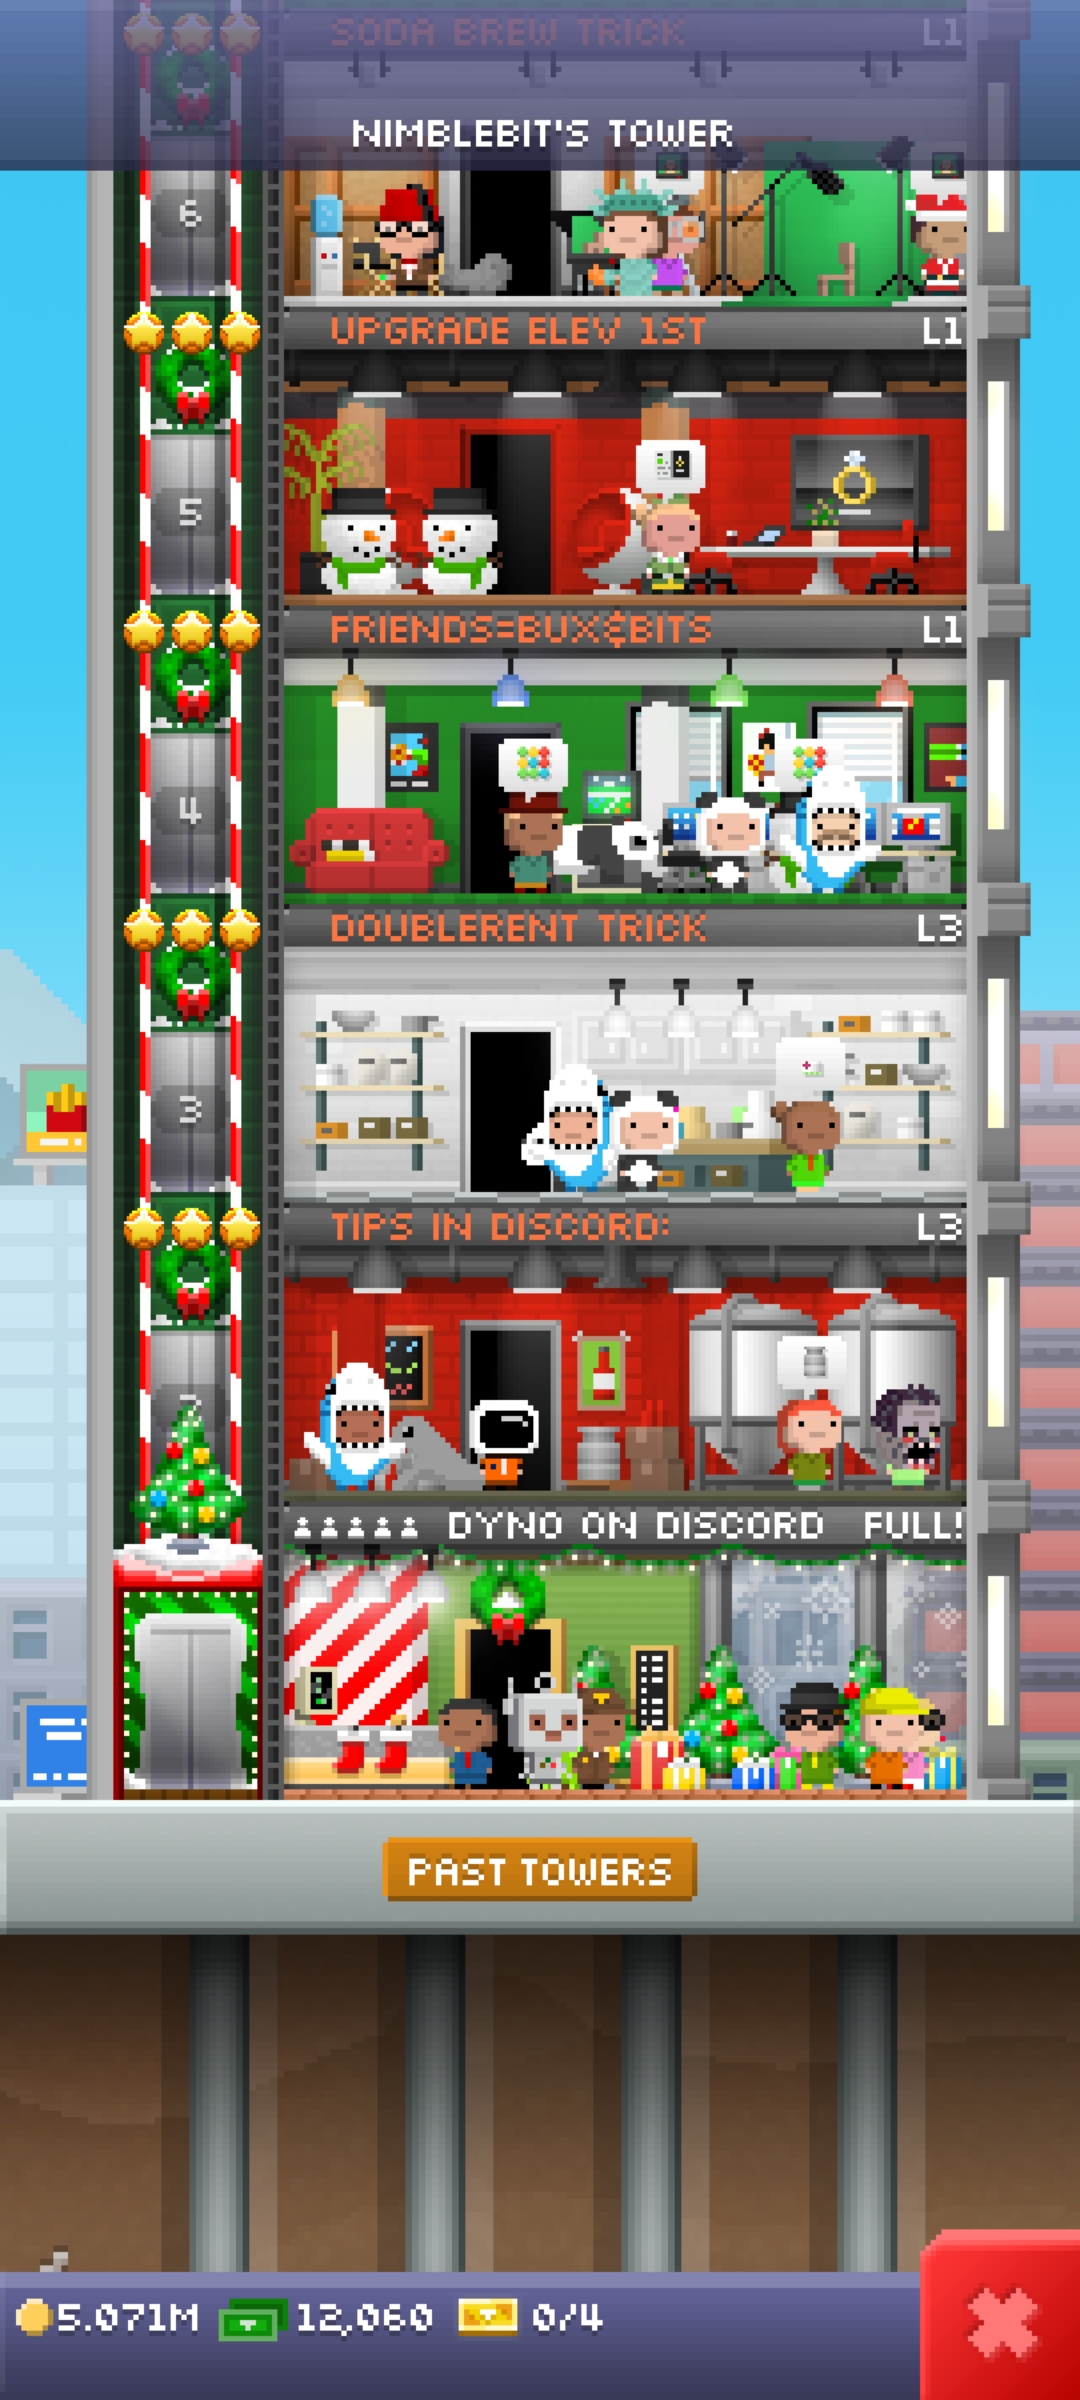 SODA BREW TRICK L1
NIMBLEBIT'S TOWER
6
UPGRADE ELEV 1ST L1
5
FRIENDS=BUX&BITS L1
4
DOUBLERENT TRICK L3
3
TIPS IN DISCORD: L3
2
DYNO ON DISCORD FULL!
PAST TOWERS
5.071M 12,060 0/4